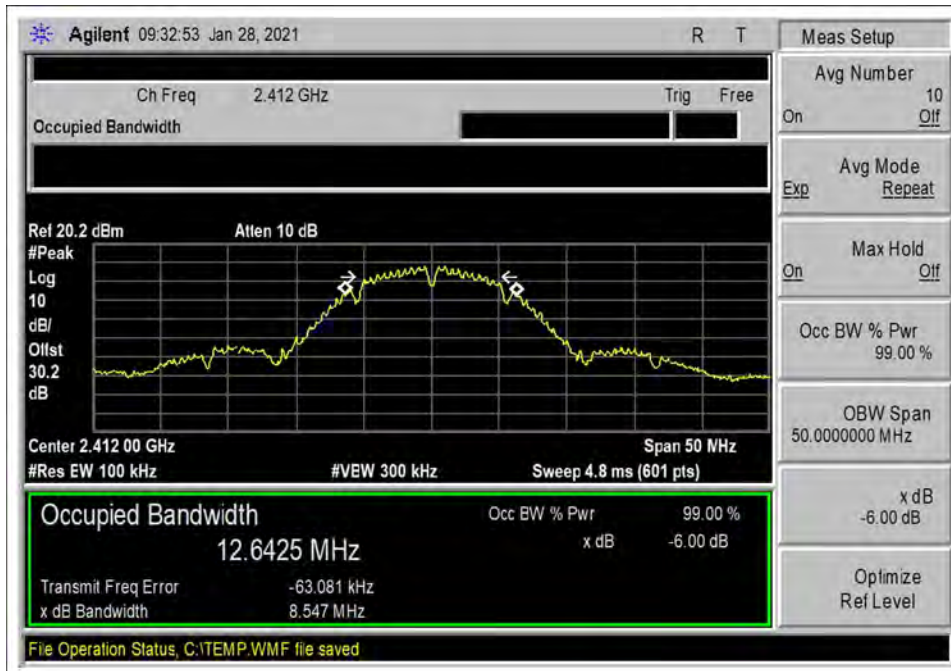 Agilent 09:32:53 Jan 28, 2021 R T
Meas Setup
Ch Freq 2.412 GHz Trig Free
Occupied Bandwidth
Avg Number
10
On Off
Avg Mode
Exp Repeat
Max Hold
On Off
Occ BW % Pwr
99.00 %
OBW Span
50.0000000 MHz
x dB
-6.00 dB
Optimize
Ref Level
Ref 20.2 dBm Atten 10 dB
#Peak
Log
10
dB/
Offst
30.2
dB
Center 2.412 00 GHz Span 50 MHz
#Res BW 100 kHz #VBW 300 kHz Sweep 4.8 ms (601 pts)
Occupied Bandwidth Occ BW % Pwr 99.00 %
12.6425 MHz x dB -6.00 dB
Transmit Freq Error -63.081 kHz
x dB Bandwidth 8.547 MHz
File Operation Status, C:\TEMP.WMF file saved